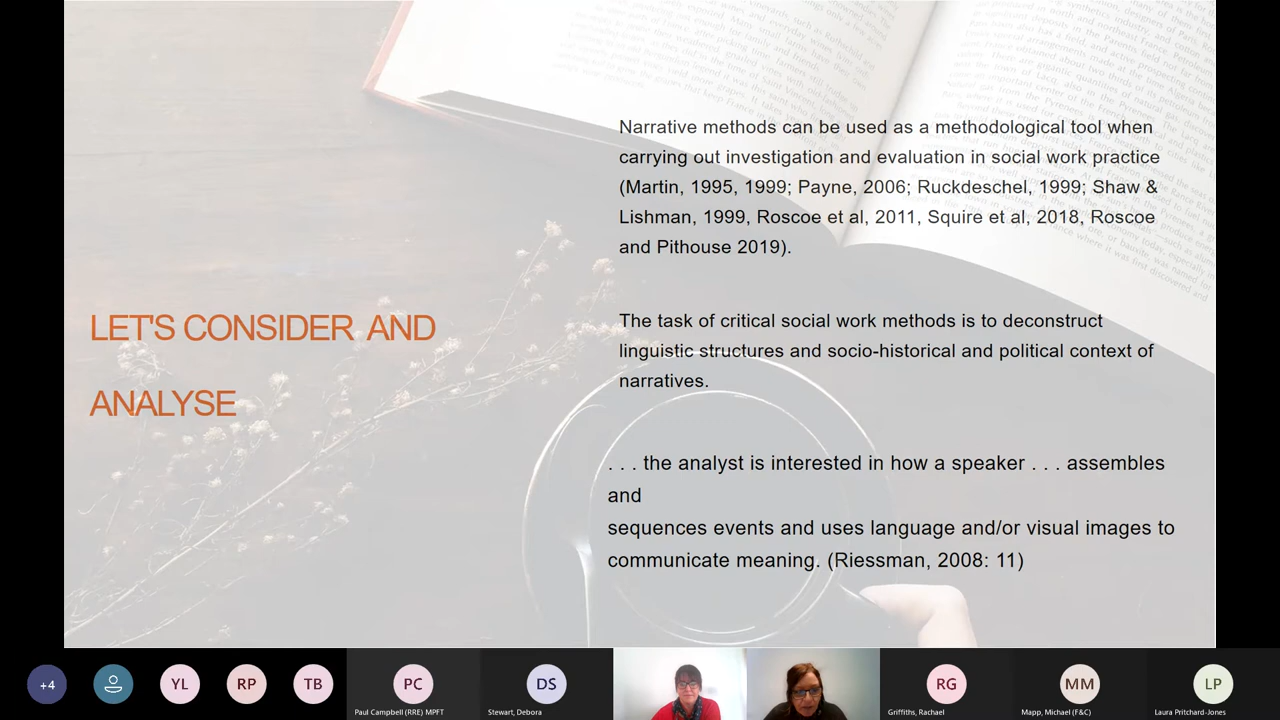 Narrative methods can be used as a methodological tool when
carrying out investigation and evaluation in social work practice
(Martin, 1995, 1999; Payne, 2006; Ruckdeschel, 1999; Shaw &
Lishman, 1999, Roscoe et al, 2011, Squire et al, 2018, Roscoe
and Pithouse 2019).
LET'S CONSIDER AND
ANALYSE
The task of critical social work methods is to deconstruct
linguistic structures and socio-historical and political context of
narratives.
. . . the analyst is interested in how a speaker . . . assembles
and
sequences events and uses language and/or visual images to
communicate meaning. (Riessman, 2008: 11)
+4
YL
RP
TB
PC
DS
RG
MM
LP
Paul Campbell (RRE) MPFT
Stewart, Debora
Griffiths, Rachael
Mapp, Michael (F&C)
Laura Pritchard-Jones